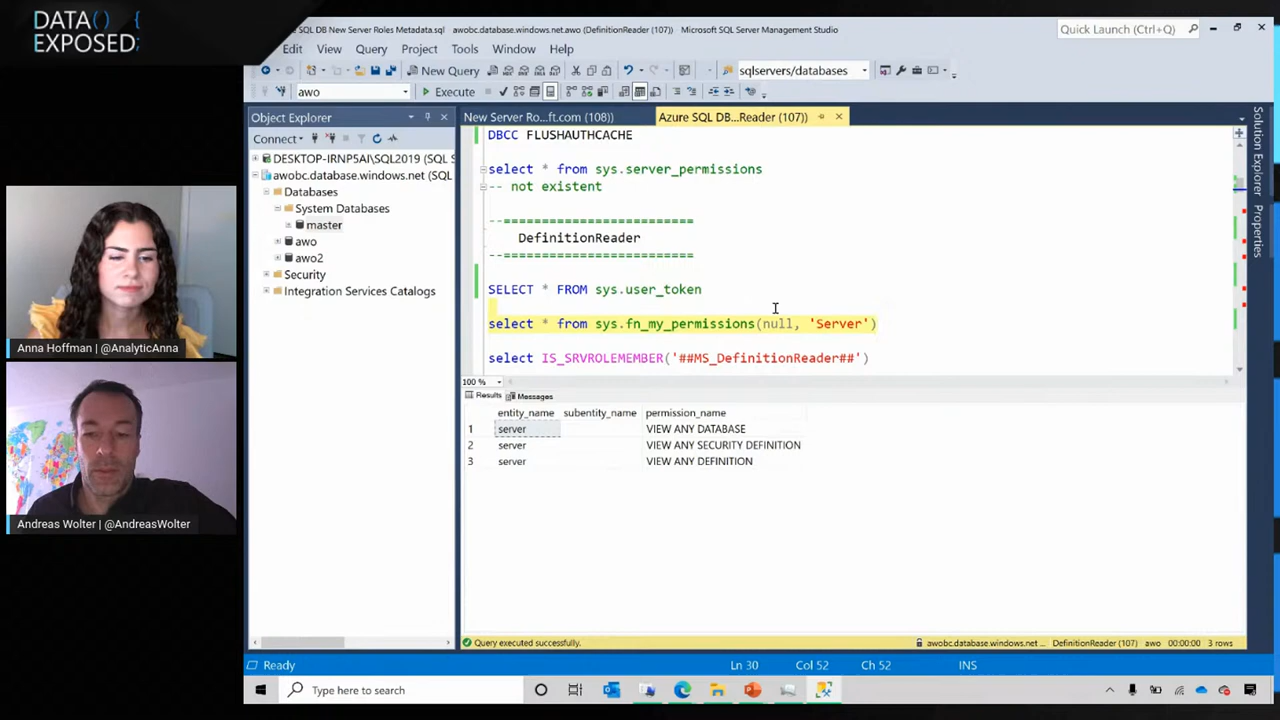 DATA() {
EXPOSED; }
SQL DB New Server Roles Metadata.sql awobc.database.windows.net.awo (DefinitionReader (107)) Microsoft SQL Server Management Studio
Quick Launch (Ctrl+Q)
Edit View Query Project Tools Window Help
New Query sqlservers/databases
awo Execute
Object Explorer
New Server Ro...ft.com (108))
Azure SQL DB...Reader (107))
Connect
DESKTOP-IRNP5AI\SQL2019 (SQL S
awobc.database.windows.net (SQL
Databases
System Databases
master
awo
awo2
Security
Integration Services Catalogs
DBCC FLUSHAUTHCACHE
select * from sys.server_permissions
-- not existent
--=========================
DefinitionReader
--=========================
SELECT * FROM sys.user_token
select * from sys.fn_my_permissions(null, 'Server')
select IS_SRVROLEMEMBER('##MS_DefinitionReader##')
100 %
Results Messages
entity_name subentity_name permission_name
1 server VIEW ANY DATABASE
2 server VIEW ANY SECURITY DEFINITION
3 server VIEW ANY DEFINITION
Solution Explorer
Properties
Anna Hoffman | @AnalyticAnna
Andreas Wolter | @AndreasWolter
Query executed successfully.
awobc.database.windows.net ... DefinitionReader (107) awo 00:00:00 3 rows
Ready Ln 30 Col 52 Ch 52 INS
Type here to search